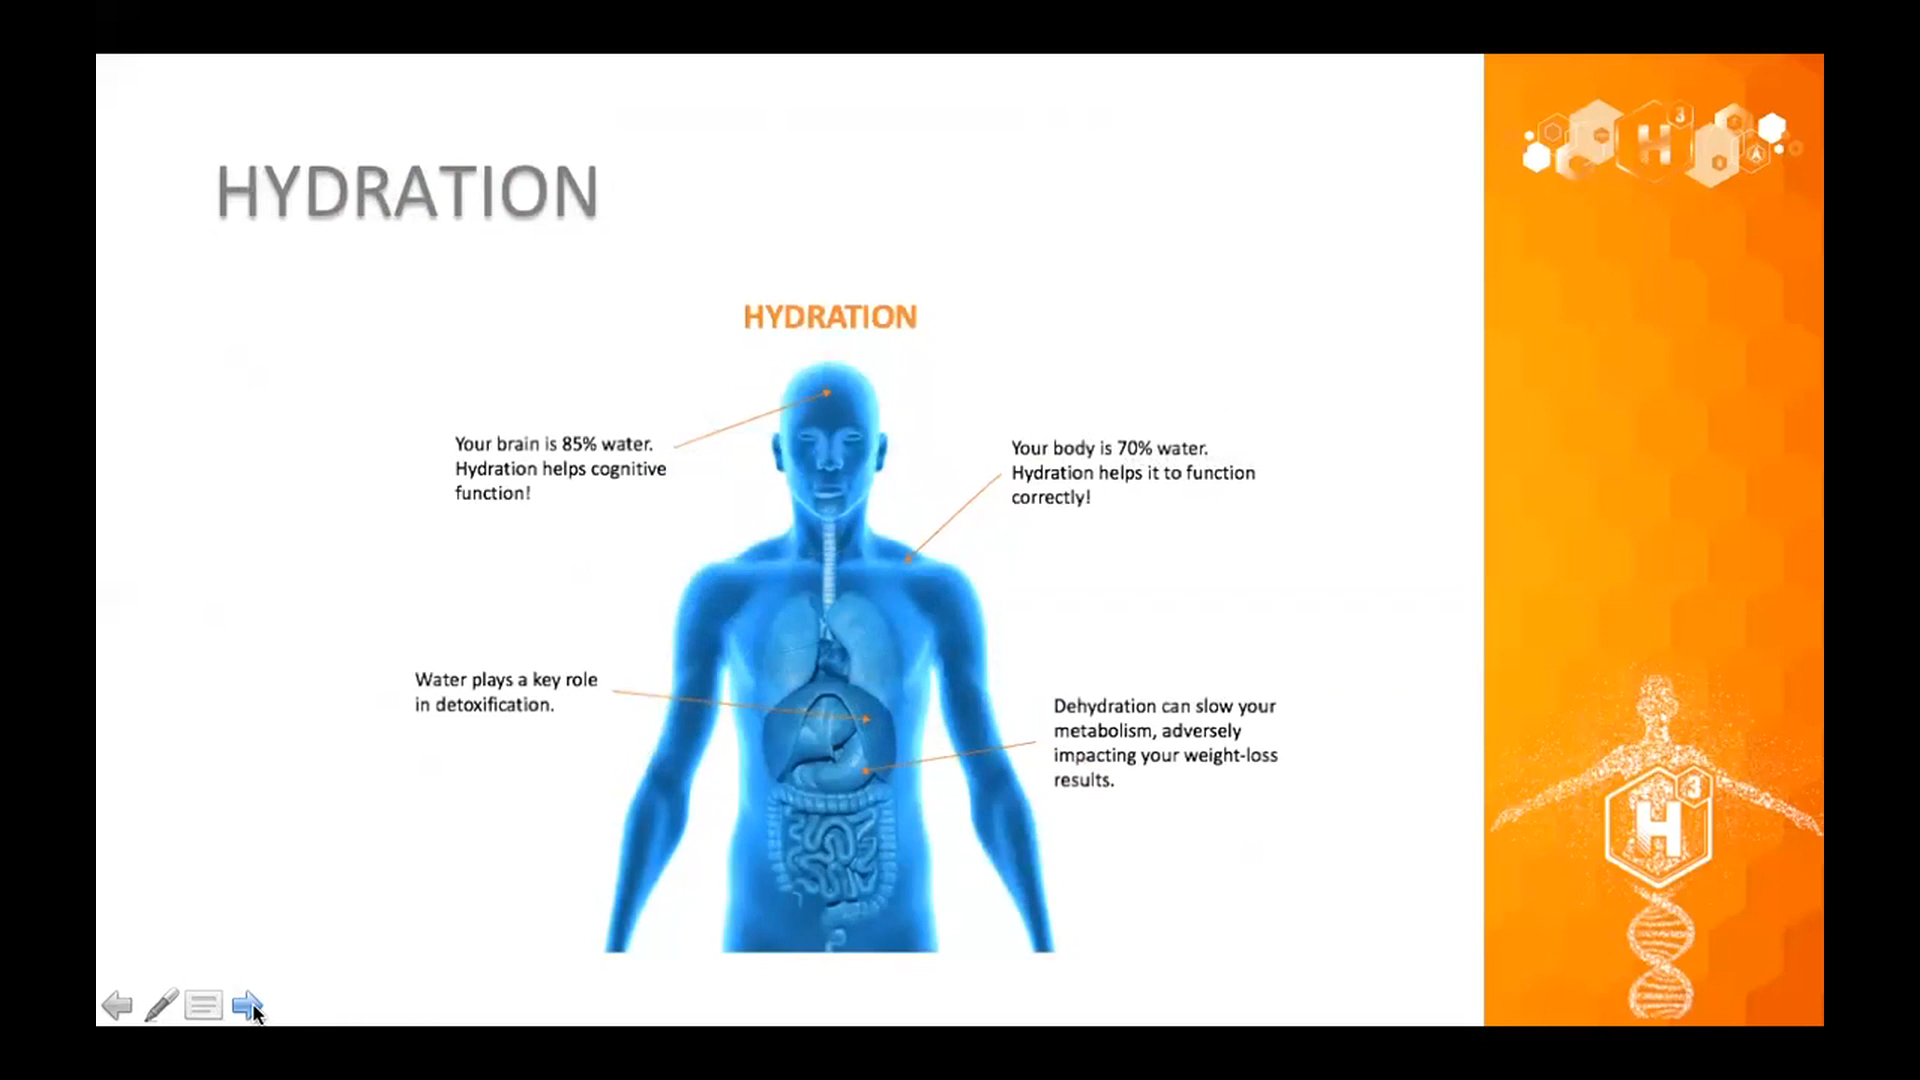 HYDRATION
HYDRATION
Your brain is 85% water.
Hydration helps cognitive
function!
Your body is 70% water.
Hydration helps it to function
correctly!
Water plays a key role
in detoxification.
Dehydration can slow your
metabolism, adversely
impacting your weight-loss
results.
H 3
A
H 3